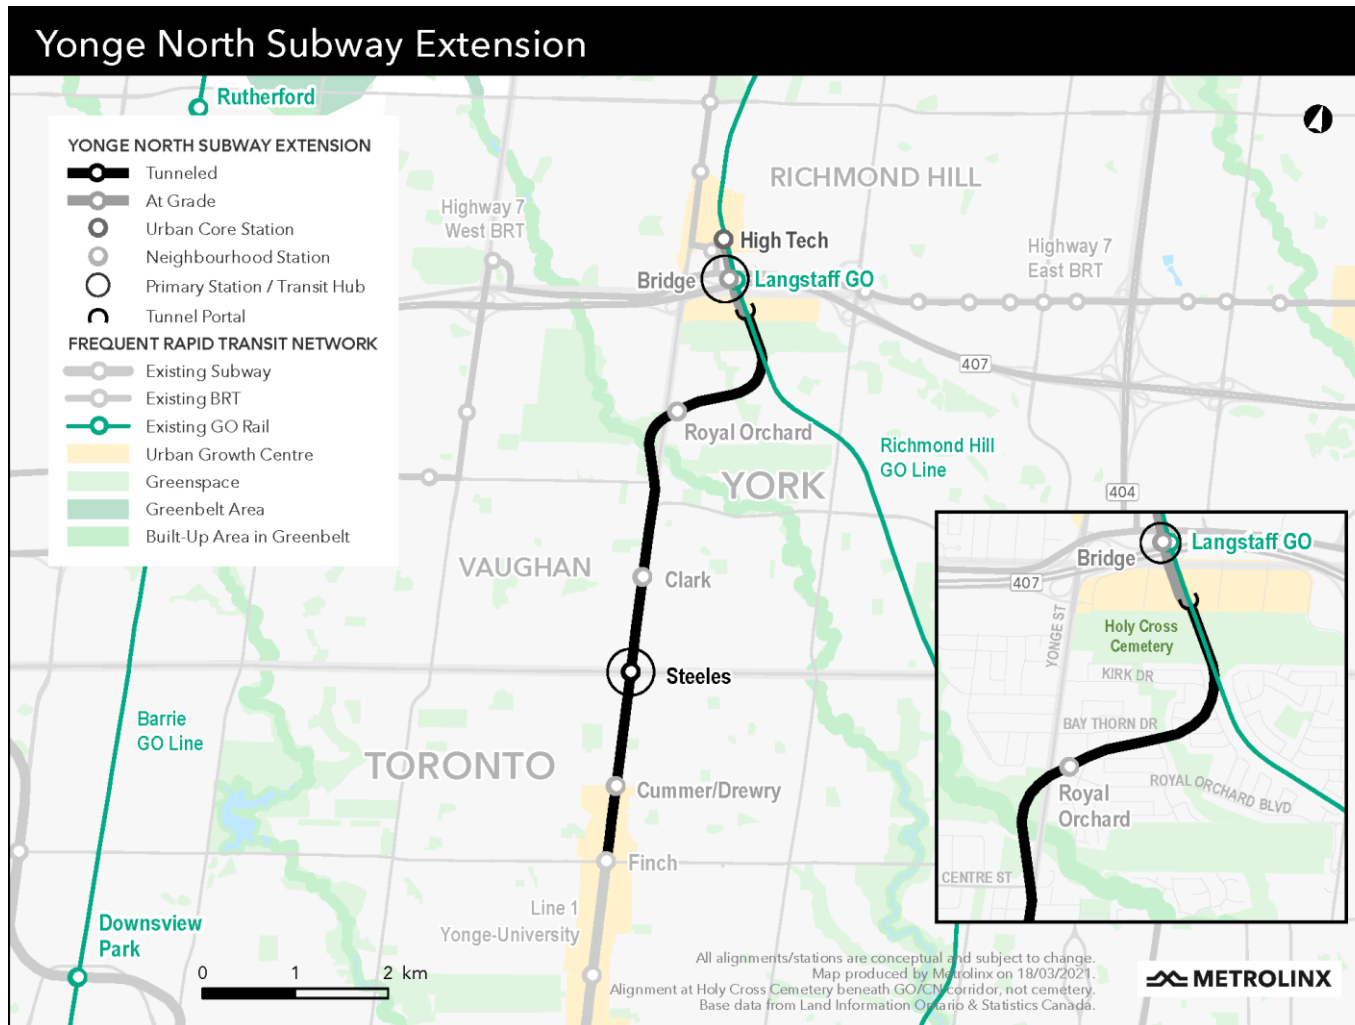 Yonge North Subway Extension
Rutherford
YONGE NORTH SUBWAY EXTENSION
Tunneled
At Grade
Urban Core Station
Neighbourhood Station
Primary Station / Transit Hub
Tunnel Portal
FREQUENT RAPID TRANSIT NETWORK
Existing Subway
Existing BRT
Existing GO Rail
Urban Growth Centre
Greenspace
Greenbelt Area
Built-Up Area in Greenbelt
RICHMOND HILL
Highway 7
West BRT
High Tech
Highway 7
East BRT
Bridge
Langstaff GO
407
Royal Orchard
Richmond Hill
GO Line
YORK
404
VAUGHAN
Clark
Steeles
Barrie
GO Line
TORONTO
Cummer/Drewry
Finch
Line 1
Yonge-University
Downsview
Park
0 1 2 km
Langstaff GO
Bridge
407
YONGE ST
Holy Cross
Cemetery
KIRK DR
BAY THORN DR
ROYAL ORCHARD BLVD
Royal
Orchard
CENTRE ST
All alignments/stations are conceptual and subject to change.
Map produced by Metrolinx on 18/03/2021.
Alignment at Holy Cross Cemetery beneath GO/CN corridor, not cemetery.
Base data from Land Information Ontario & Statistics Canada.
METROLINX